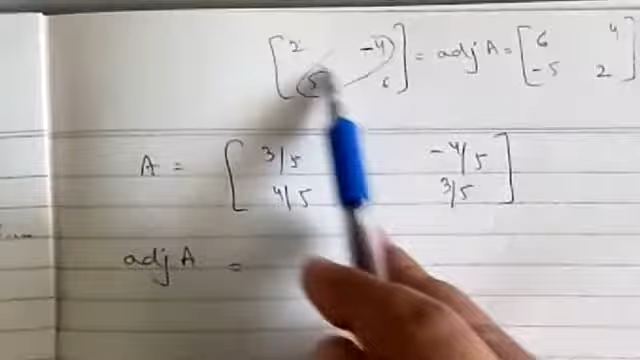 [2 -4] = adj A = [6 4]
[5 6] [-5 2]
A = [3/5 -4/5]
[4/5 3/5]
adj A =